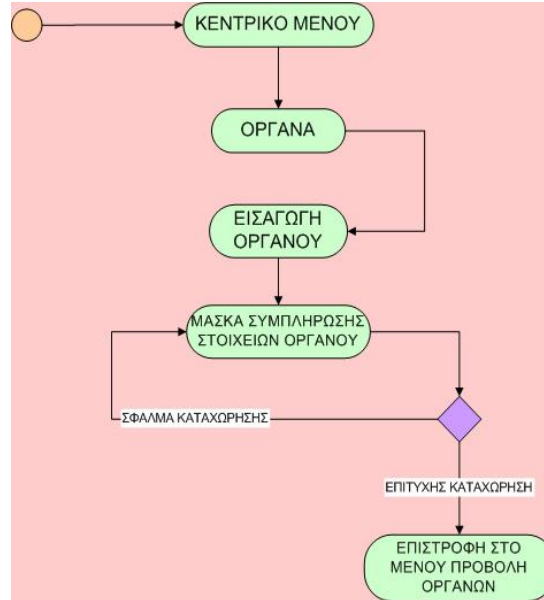 ΚΕΝΤΡΙΚΟ ΜΕΝΟΥ
ΟΡΓΑΝΑ
ΕΙΣΑΓΩΓΗ
ΟΡΓΑΝΟΥ
ΜΑΣΚΑ ΣΥΜΠΛΗΡΩΣΗΣ
ΣΤΟΙΧΕΙΩΝ ΟΡΓΑΝΟΥ
ΣΦΑΛΜΑ ΚΑΤΑΧΩΡΗΣΗΣ
ΕΠΙΤΥΧΗΣ ΚΑΤΑΧΩΡΗΣΗ
ΕΠΙΣΤΡΟΦΗ ΣΤΟ
ΜΕΝΟΥ ΠΡΟΒΟΛΗ
ΟΡΓΑΝΩΝ